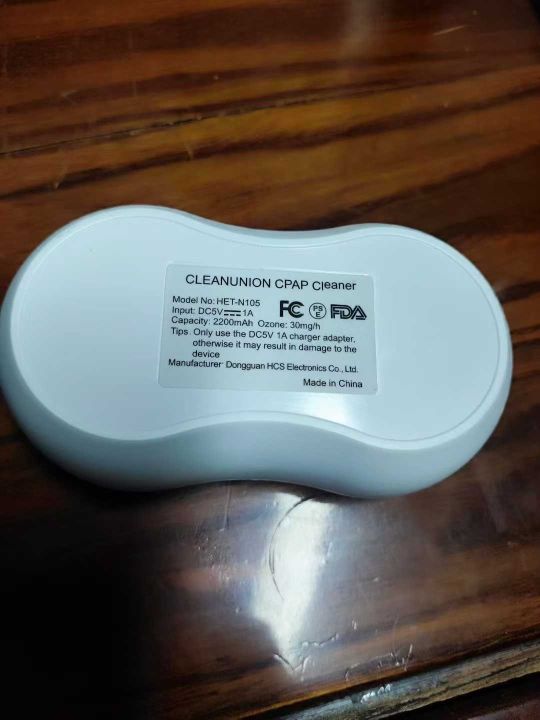 CLEANUNION CPAP Cleaner
Model No: HET-N105
Input: DC5V⎓1A
FC PSE FDA
Capacity: 2200mAh Ozone: 30mg/h
Tips. Only use the DC5V 1A charger adapter,
otherwise it may result in damage to the
device
Manufacturer Dongguan HCS Electronics Co., Ltd.
Made in China